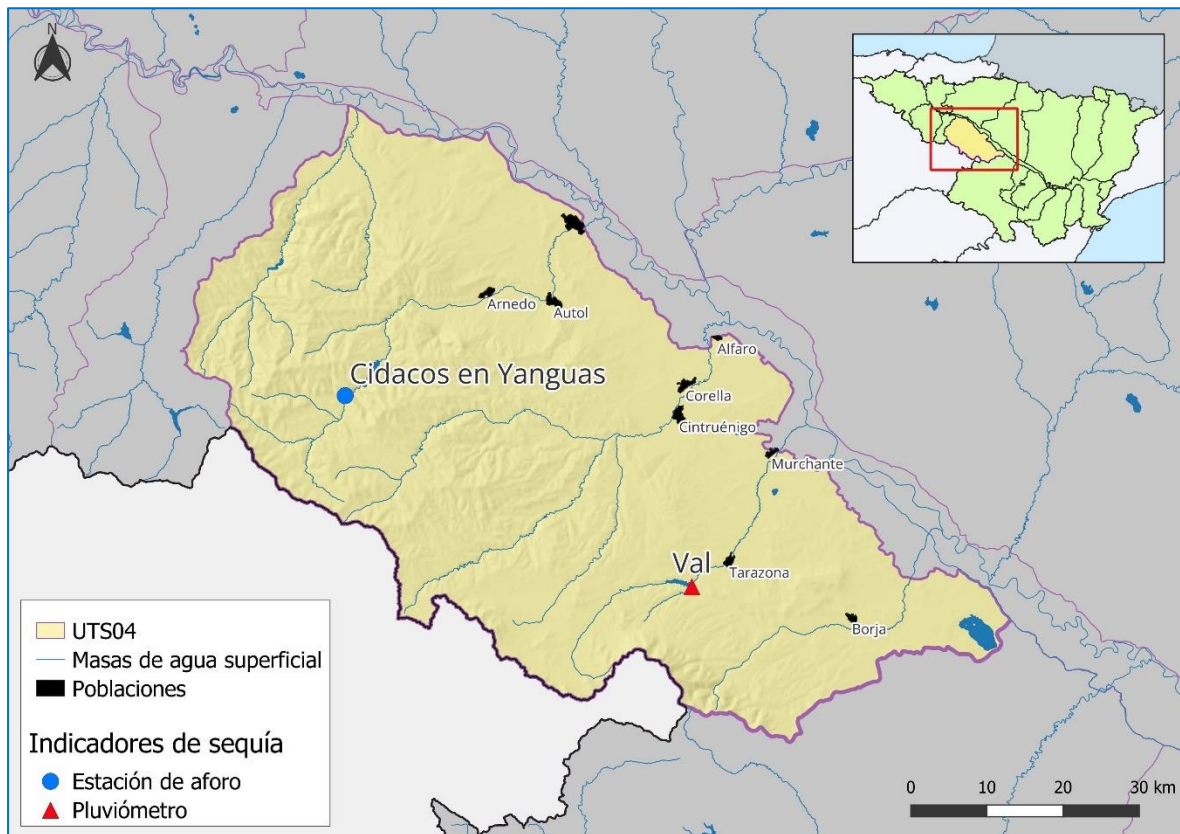 N
Arnedo
Autol
Alfaro
Cidacos en Yanguas
Corella
Cintruénigo
Murchante
Val
Tarazona
Borja
UTS04
Masas de agua superficial
Poblaciones
Indicadores de sequía
Estación de aforo
Pluviómetro
0 10 20 30 km